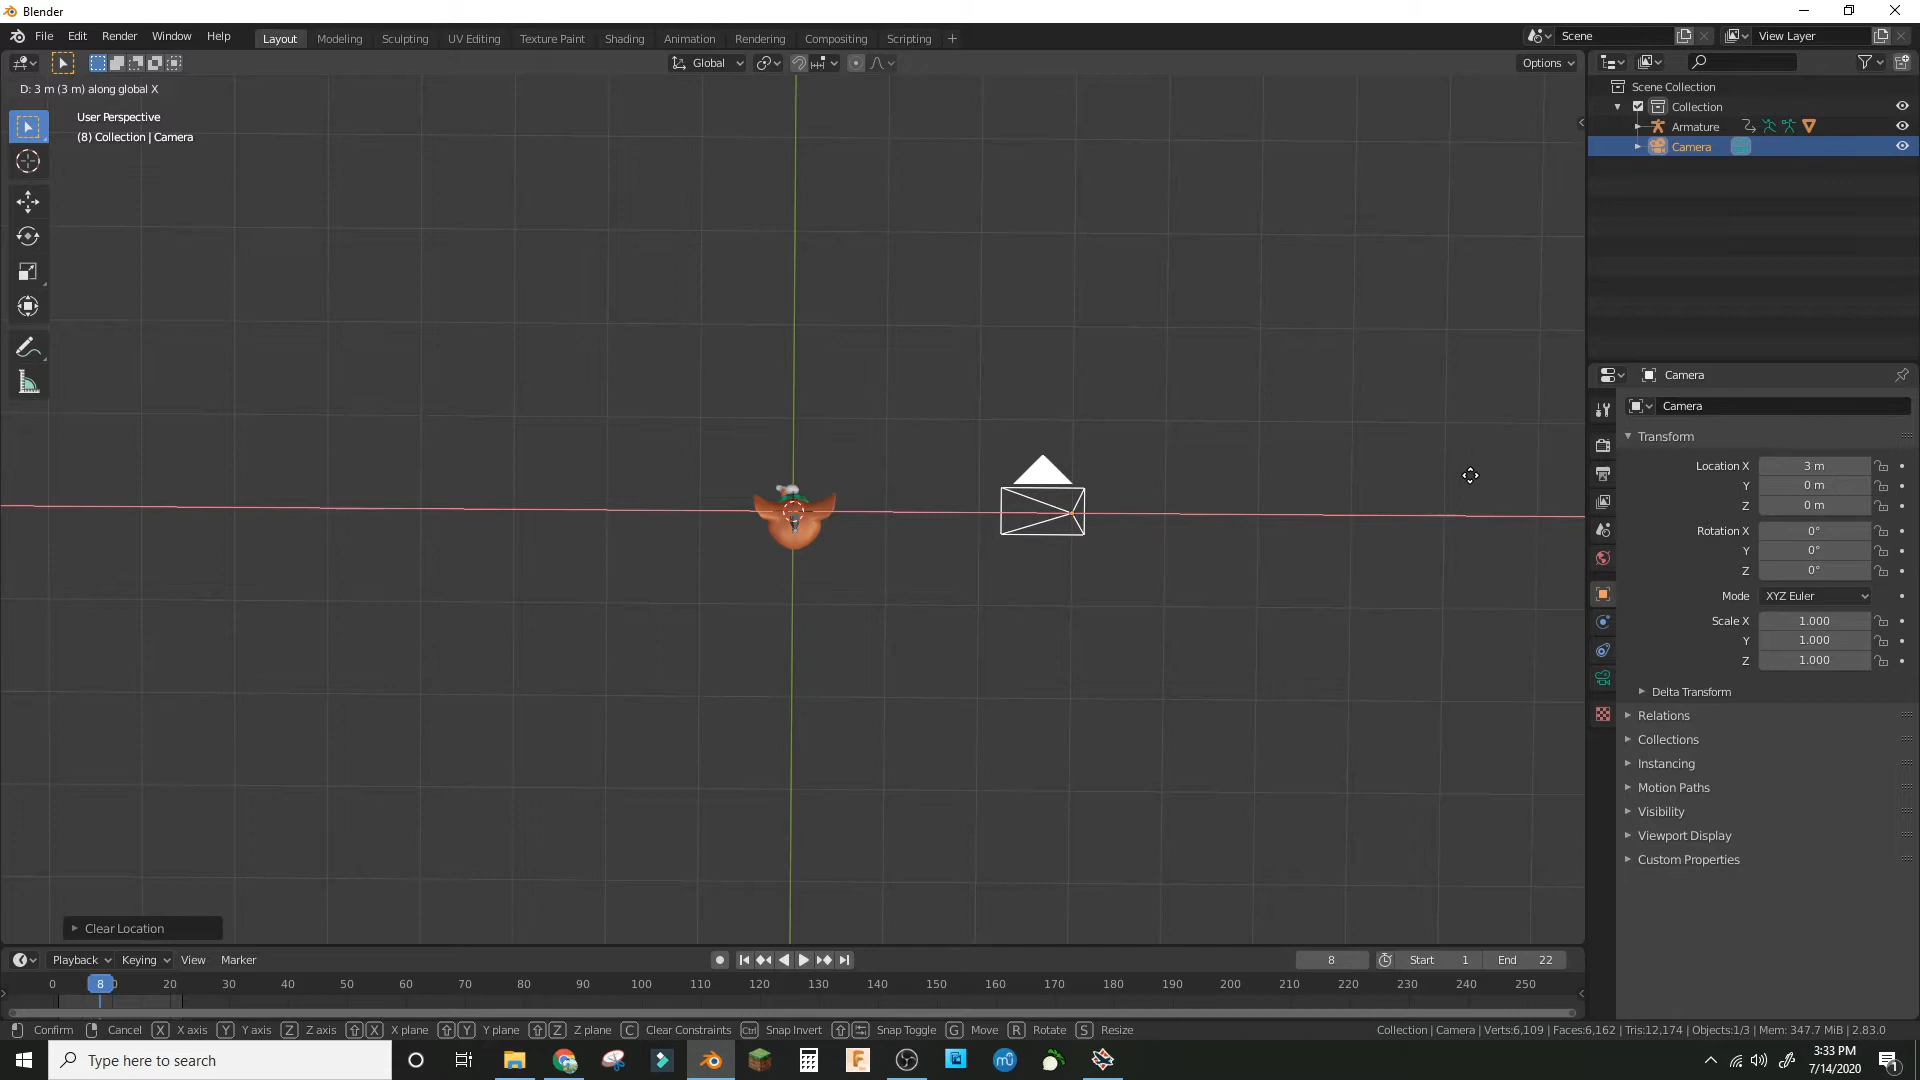 Blender
File Edit Render Window Help
Layout Modeling Sculpting UV Editing Texture Paint Shading Animation Rendering Compositing Scripting +
Scene
View Layer
Global
Options
D: 3 m (3 m) along global X
User Perspective
(8) Collection | Camera
Scene Collection
Collection
Armature
Camera
Camera
Camera
Transform
Location X 3 m
Y 0 m
Z 0 m
Rotation X 0°
Y 0°
Z 0°
Mode XYZ Euler
Scale X 1.000
Y 1.000
Z 1.000
Delta Transform
Relations
Collections
Instancing
Motion Paths
Visibility
Viewport Display
Custom Properties
Clear Location
Playback Keying View Marker
8
Start 1 End 22
0 8 20 30 40 50 60 70 80 90 100 110 120 130 140 150 160 170 180 190 200 210 220 230 240 250
Confirm Cancel X X axis Y Y axis Z Z axis X X plane Y Y plane Z Z plane C Clear Constraints Ctrl Snap Invert Snap Toggle G Move R Rotate S Resize
Collection | Camera | Verts:6,109 | Faces:6,162 | Tris:12,174 | Objects:1/3 | Mem: 347.7 MiB | 2.83.0
Type here to search
3:33 PM
7/14/2020
1